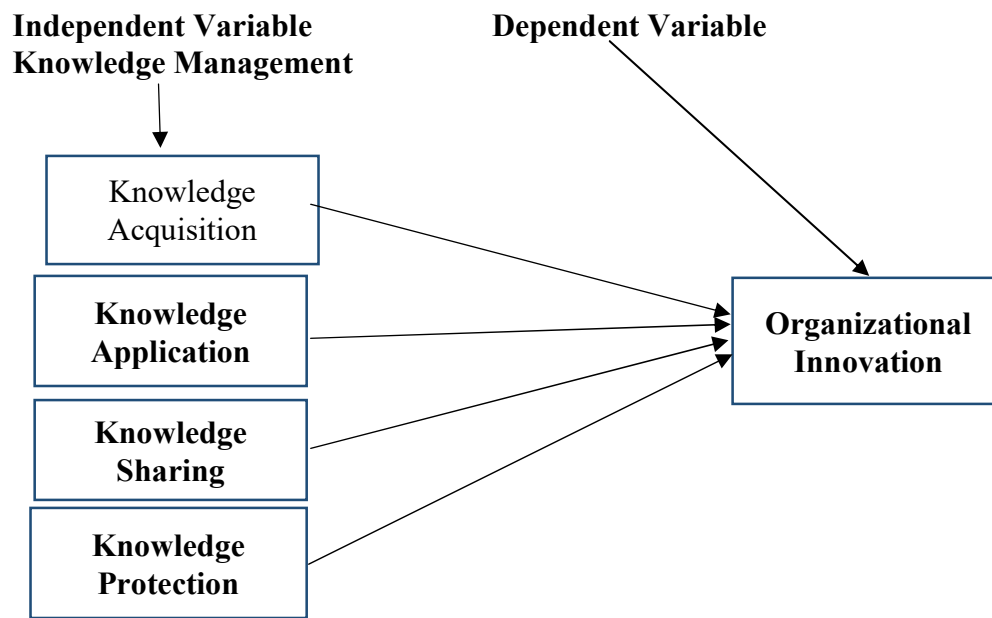 Independent Variable
Knowledge Management
Dependent Variable
Knowledge
Acquisition
Knowledge
Application
Knowledge
Sharing
Knowledge
Protection
Organizational
Innovation